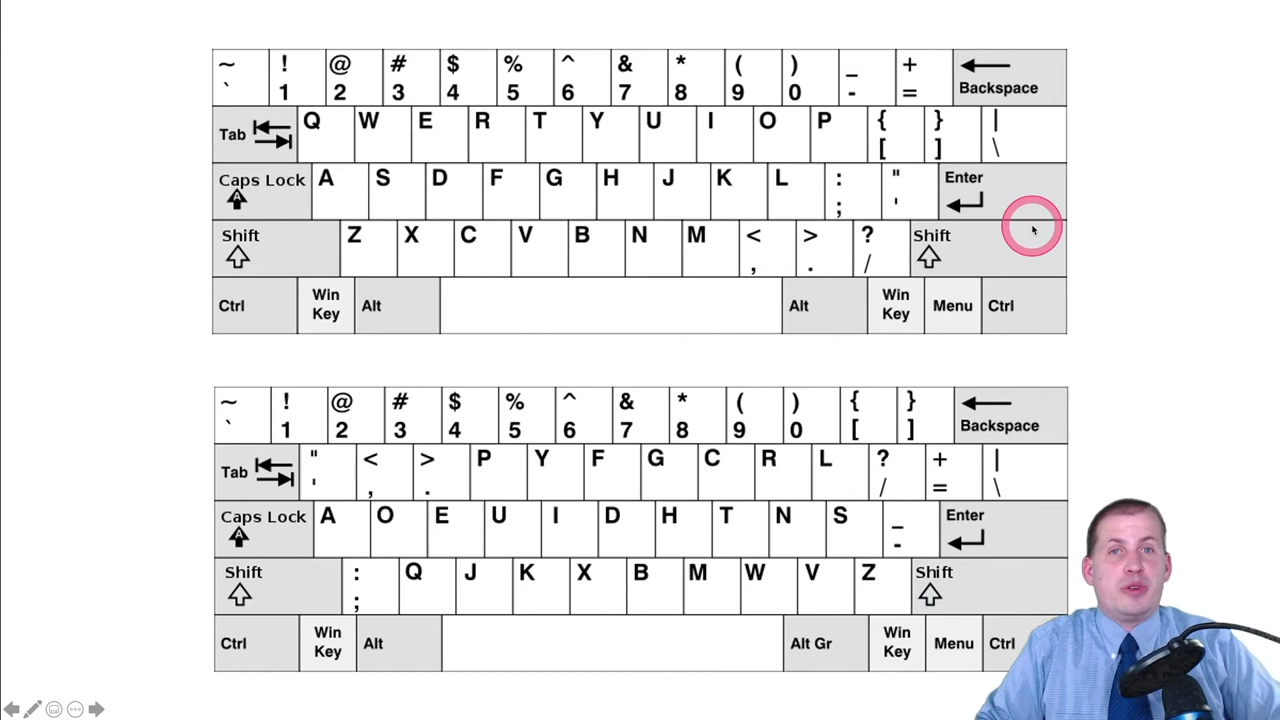 ~ ! @ # $ % ^ & * ( ) _ +
` 1 2 3 4 5 6 7 8 9 0 - = Backspace
Tab Q W E R T Y U I O P { } |
[ ] \
Caps Lock A S D F G H J K L : " Enter
A ; '
Shift Z X C V B N M < > ? Shift
, . /
Ctrl Win Key Alt Alt Win Key Menu Ctrl
~ ! @ # $ % ^ & * ( ) { }
` 1 2 3 4 5 6 7 8 9 0 [ ] Backspace
Tab " < > P Y F G C R L ? + |
' , . / = \
Caps Lock A O E U I D H T N S _ Enter
A -
Shift : Q J K X B M W V Z Shift
;
Ctrl Win Key Alt Alt Gr Win Key Menu Ctrl